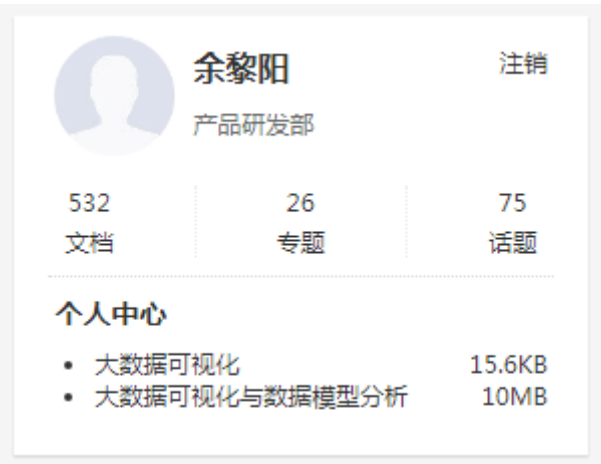 余黎阳 注销
产品研发部
532 26 75
文档 专题 话题
个人中心
• 大数据可视化 15.6KB
• 大数据可视化与数据模型分析 10MB